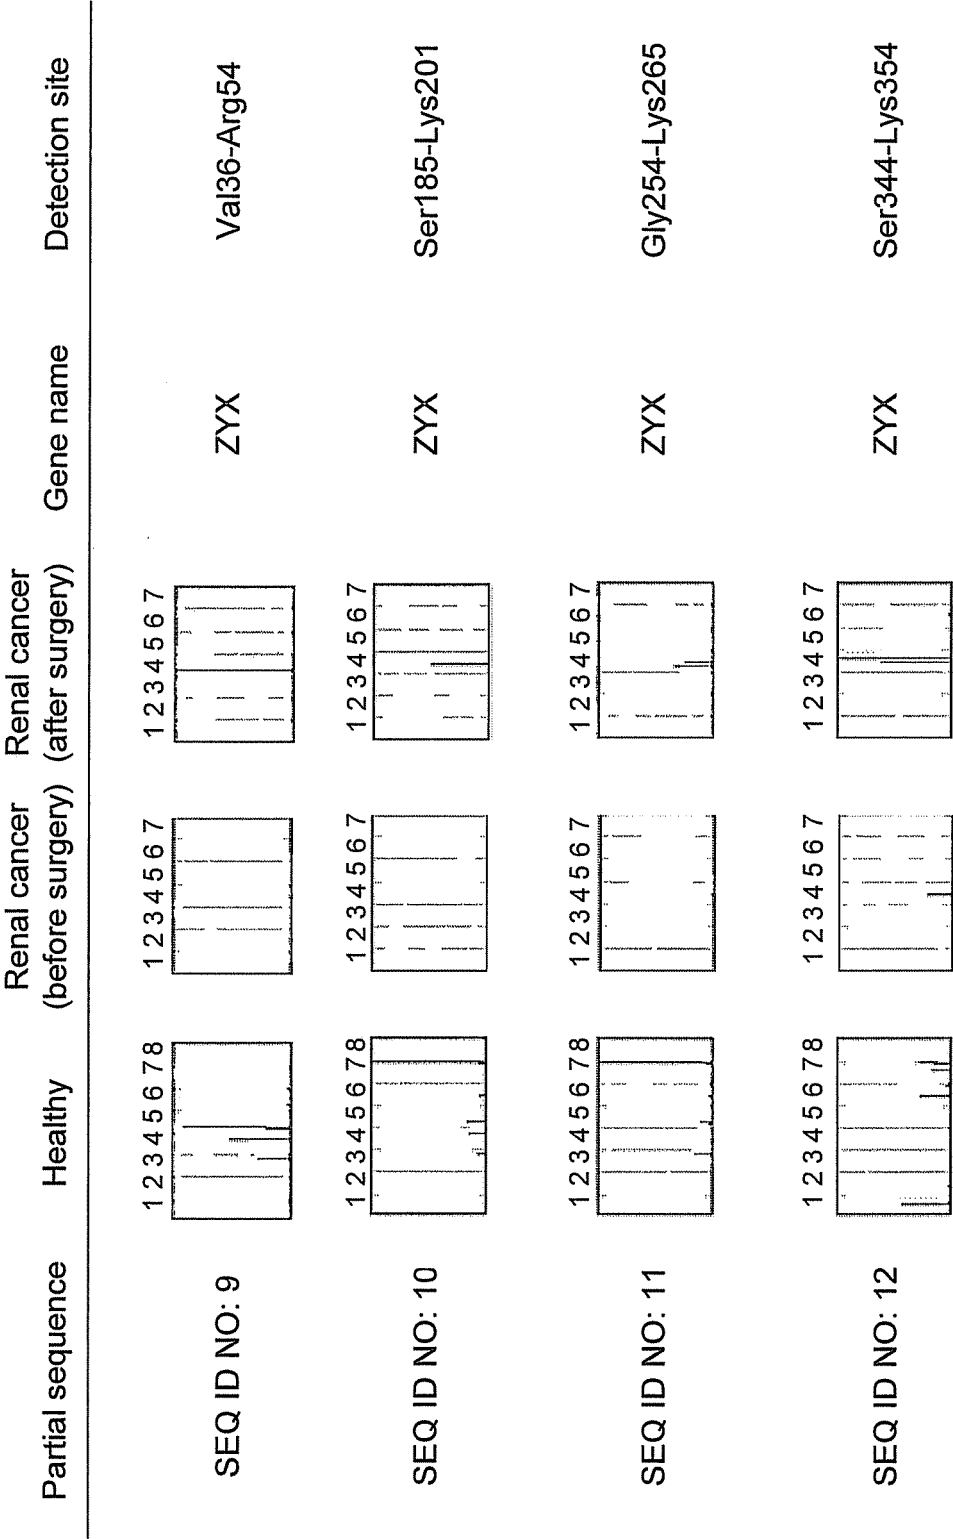 Renal cancer Renal cancer
Partial sequence Healthy (before surgery) (after surgery) Gene name Detection site
1 2 3 4 5 6 7 8 1 2 3 4 5 6 7 1 2 3 4 5 6 7
SEQ ID NO: 9 ZYX Val36-Arg54
1 2 3 4 5 6 7 8 1 2 3 4 5 6 7 1 2 3 4 5 6 7
SEQ ID NO: 10 ZYX Ser185-Lys201
1 2 3 4 5 6 7 8 1 2 3 4 5 6 7 1 2 3 4 5 6 7
SEQ ID NO: 11 ZYX Gly254-Lys265
1 2 3 4 5 6 7 8 1 2 3 4 5 6 7 1 2 3 4 5 6 7
SEQ ID NO: 12 ZYX Ser344-Lys354